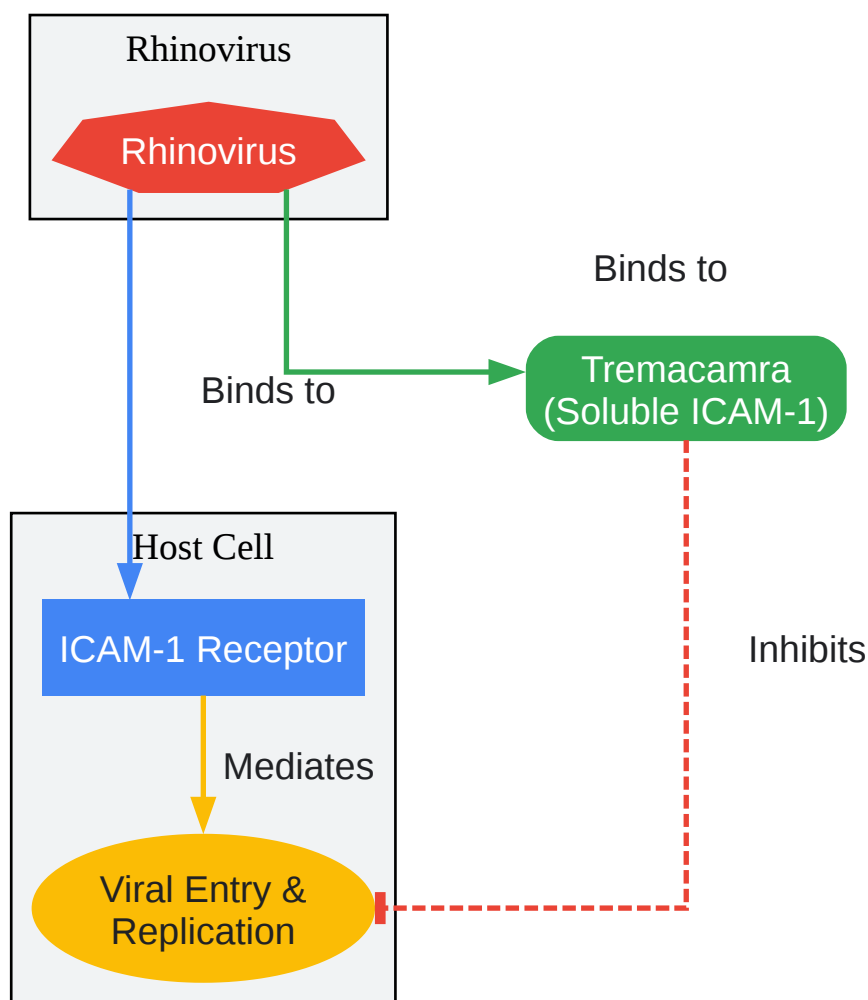 Rhinovirus
Rhinovirus
Binds to
Binds to
Tremacamra
(Soluble ICAM-1)
Host Cell
ICAM-1 Receptor
Inhibits
Mediates
Viral Entry &
Replication